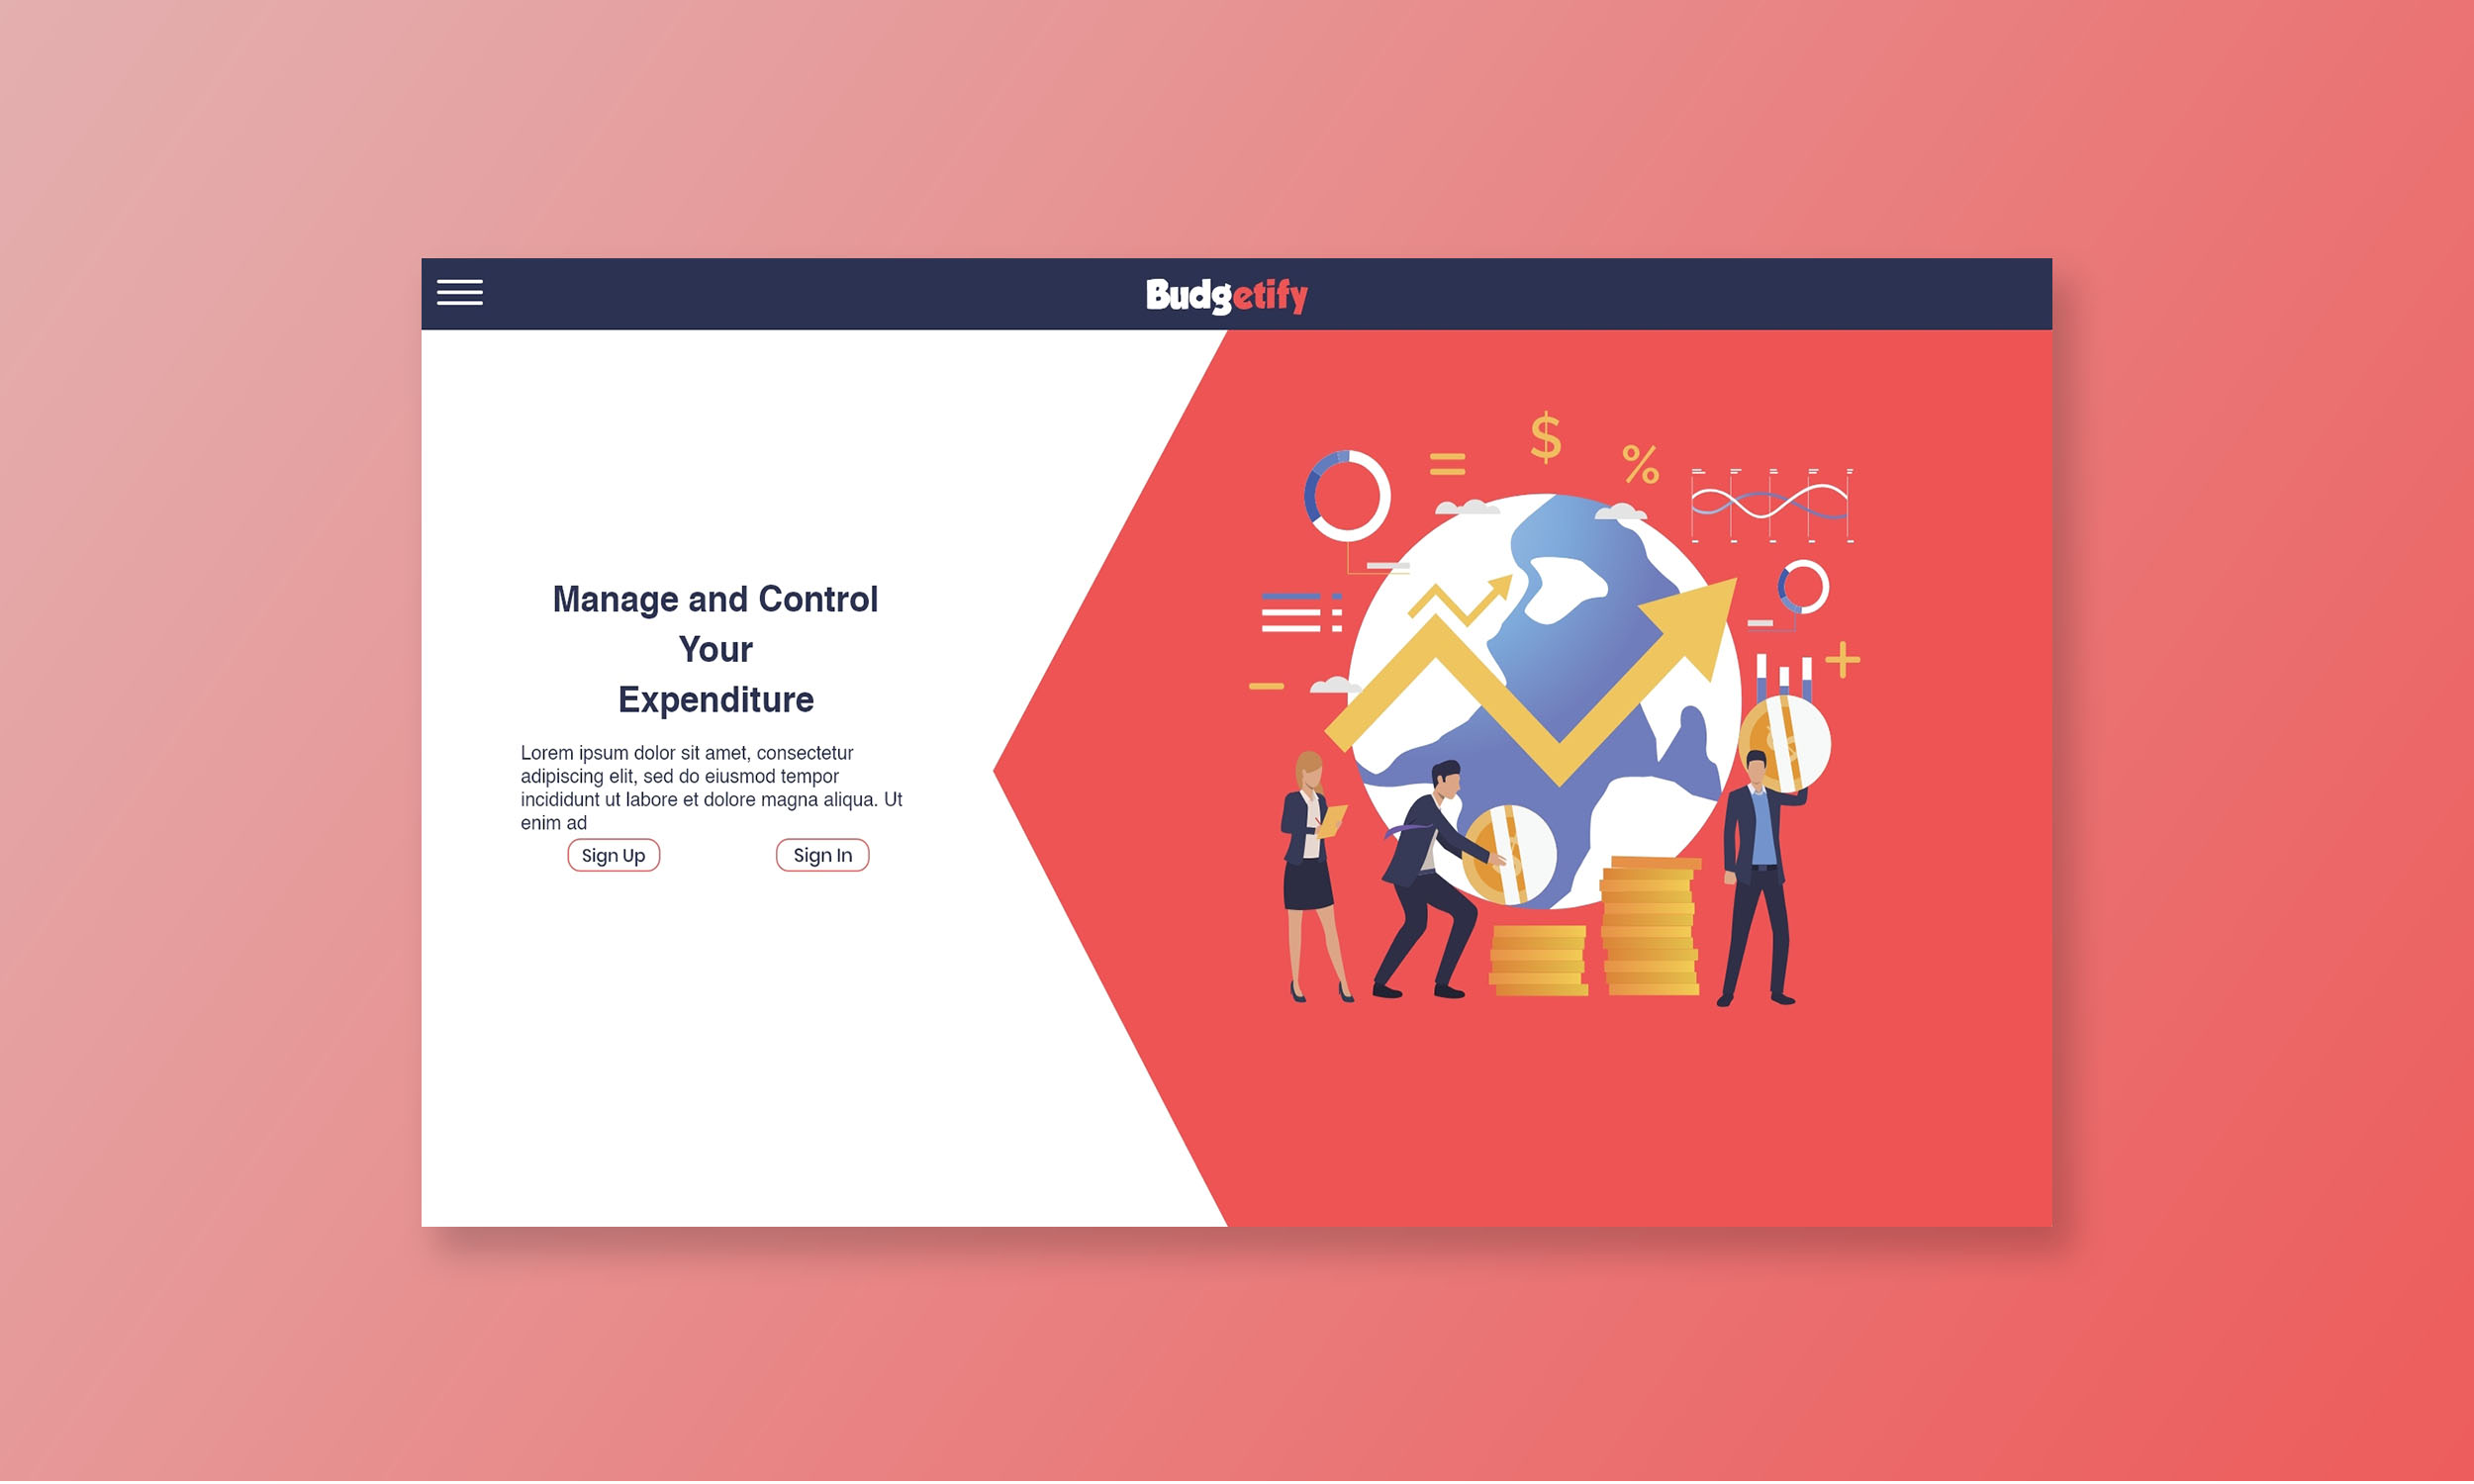 Budgetify
$
%
Manage and Control
Your
Expenditure
Lorem ipsum dolor sit amet, consectetur
adipiscing elit, sed do eiusmod tempor
incididunt ut labore et dolore magna aliqua. Ut
enim ad
Sign Up
Sign In